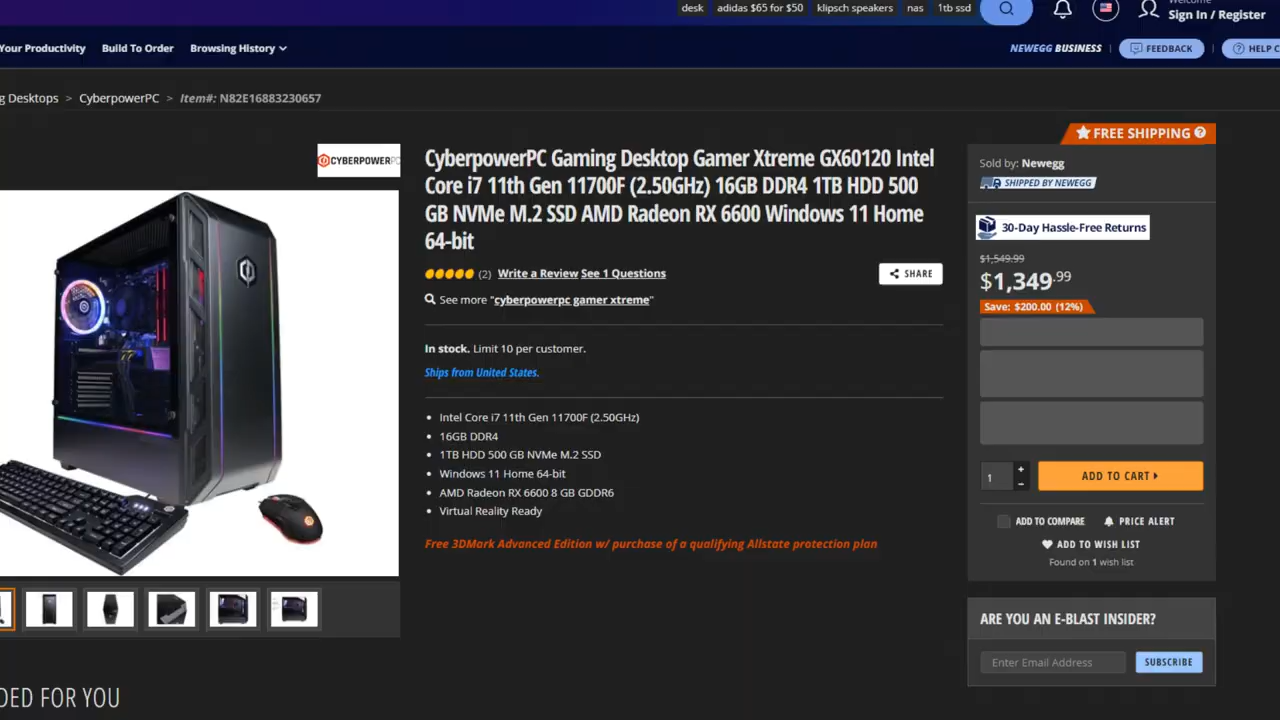 desk adidas $65 for $50 klipsch speakers nas 1tb ssd
Sign In / Register
Your Productivity Build To Order Browsing History
NEWEGG BUSINESS FEEDBACK HELP C
g Desktops > CyberpowerPC > Item#: N82E16883230657
FREE SHIPPING
CYBERPOWERPC
CyberpowerPC Gaming Desktop Gamer Xtreme GX60120 Intel
Core i7 11th Gen 11700F (2.50GHz) 16GB DDR4 1TB HDD 500
GB NVMe M.2 SSD AMD Radeon RX 6600 Windows 11 Home
64-bit
(2) Write a Review See 1 Questions
SHARE
See more "cyberpowerpc gamer xtreme"
In stock. Limit 10 per customer.
Ships from United States.
Intel Core i7 11th Gen 11700F (2.50GHz)
16GB DDR4
1TB HDD 500 GB NVMe M.2 SSD
Windows 11 Home 64-bit
AMD Radeon RX 6600 8 GB GDDR6
Virtual Reality Ready
Free 3DMark Advanced Edition w/ purchase of a qualifying Allstate protection plan
Sold by: Newegg
SHIPPED BY NEWEGG
30-Day Hassle-Free Returns
$1,549.99
$1,349.99
Save: $200.00 (12%)
1 + - ADD TO CART
ADD TO COMPARE PRICE ALERT
ADD TO WISH LIST
Found on 1 wish list
ARE YOU AN E-BLAST INSIDER?
Enter Email Address SUBSCRIBE
DED FOR YOU